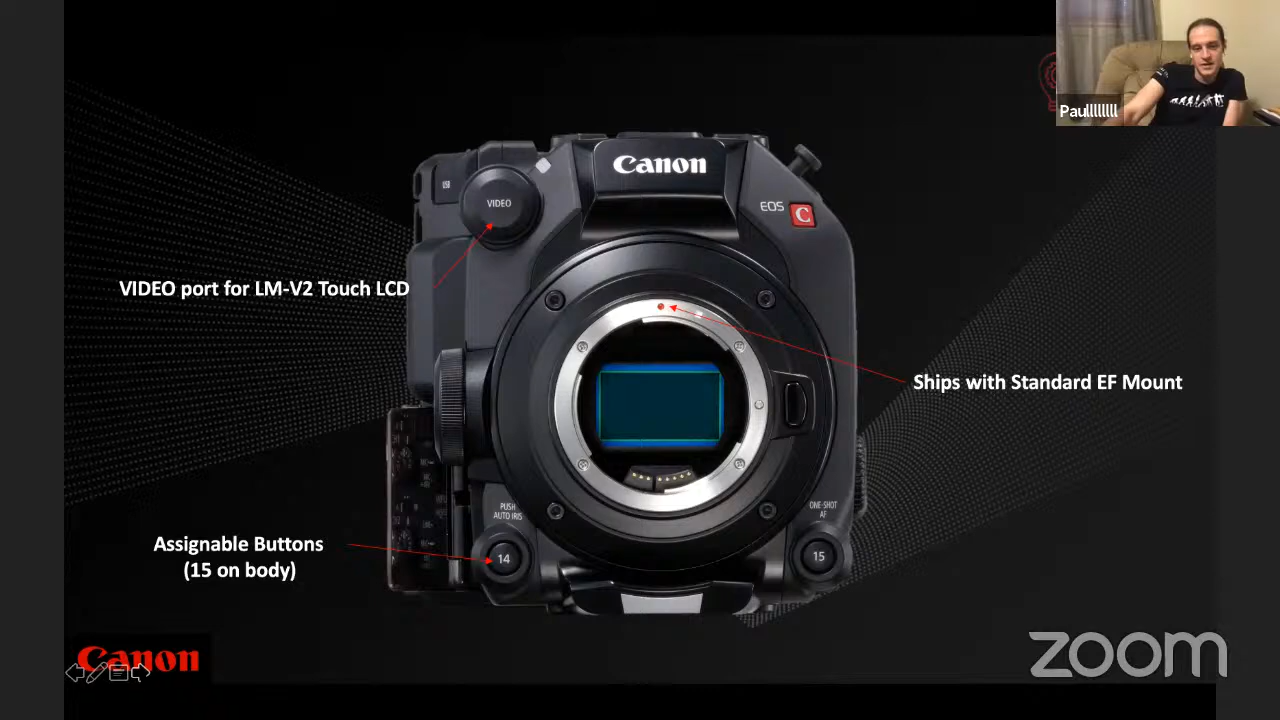 Paullllllll
Canon
USB
VIDEO
EOS C
VIDEO port for LM-V2 Touch LCD
Ships with Standard EF Mount
PUSH
AUTO IRIS
ONE-SHOT
AF
Assignable Buttons
(15 on body)
14
15
Canon
zoom